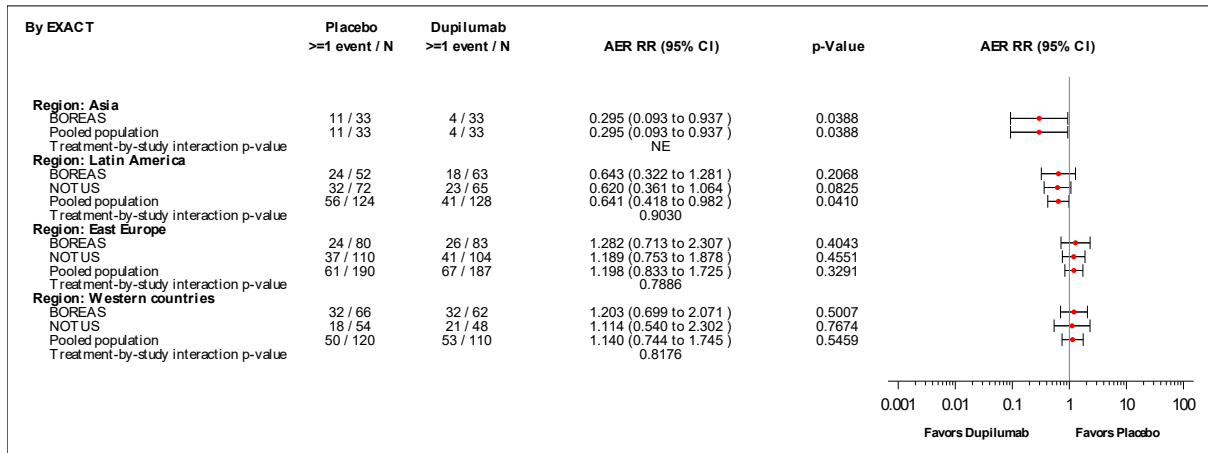 By EXACT Placebo Dupilumab
>=1 event / N >=1 event / N AER RR (95% CI) p-Value AER RR (95% CI)
Region: Asia
BOREAS 11 / 33 4 / 33 0.295 (0.093 to 0.937 ) 0.0388
Pooled population 11 / 33 4 / 33 0.295 (0.093 to 0.937 ) 0.0388
Treatment-by-study interaction p-value NE
Region: Latin America
BOREAS 24 / 52 18 / 63 0.643 (0.322 to 1.281 ) 0.2068
NOTUS 32 / 72 23 / 65 0.620 (0.361 to 1.064 ) 0.0825
Pooled population 56 / 124 41 / 128 0.641 (0.418 to 0.982 ) 0.0410
Treatment-by-study interaction p-value 0.9030
Region: East Europe
BOREAS 24 / 80 26 / 83 1.282 (0.713 to 2.307 ) 0.4043
NOTUS 37 / 110 41 / 104 1.189 (0.753 to 1.878 ) 0.4551
Pooled population 61 / 190 67 / 187 1.198 (0.833 to 1.725 ) 0.3291
Treatment-by-study interaction p-value 0.7886
Region: Western countries
BOREAS 32 / 66 32 / 62 1.203 (0.699 to 2.071 ) 0.5007
NOTUS 18 / 54 21 / 48 1.114 (0.540 to 2.302 ) 0.7674
Pooled population 50 / 120 53 / 110 1.140 (0.744 to 1.745 ) 0.5459
Treatment-by-study interaction p-value 0.8176
0.001 0.01 0.1 1 10 100
Favors Dupilumab Favors Placebo